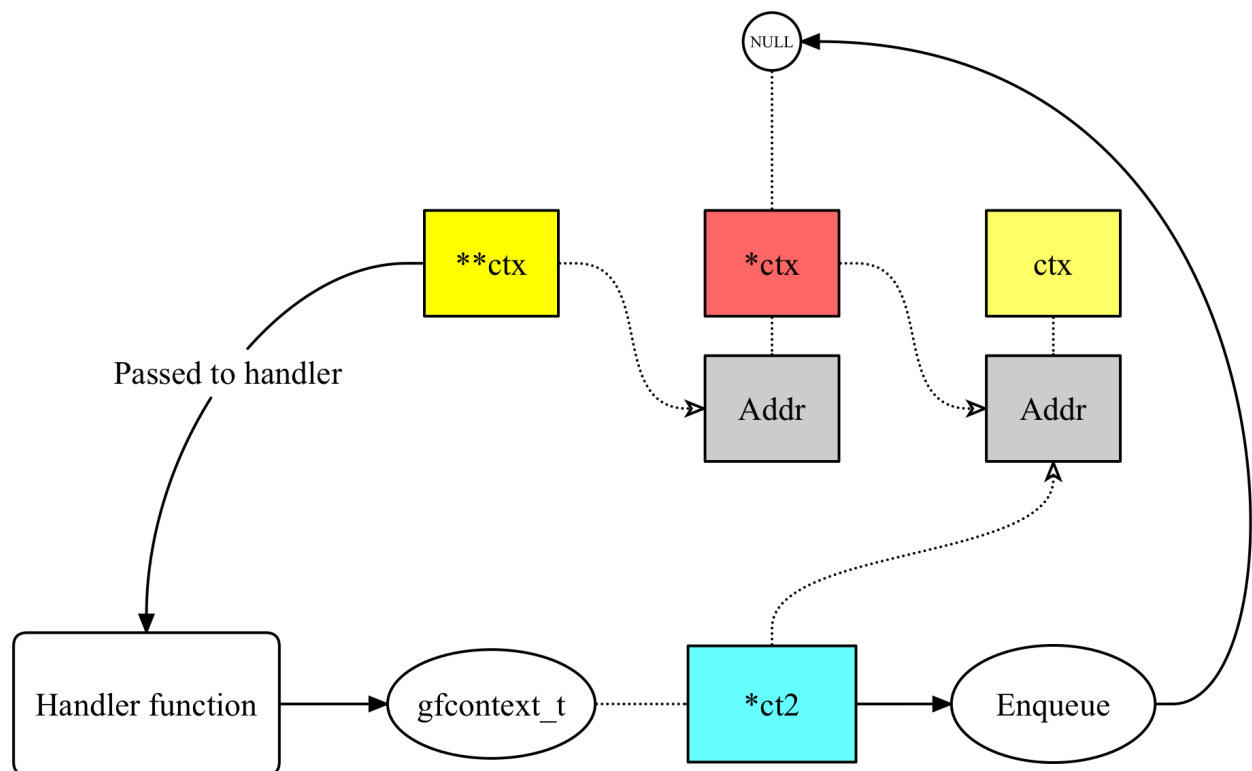 NULL
**ctx
*ctx
ctx
Passed to handler
Addr
Addr
Handler function
gfcontext_t
*ct2
Enqueue